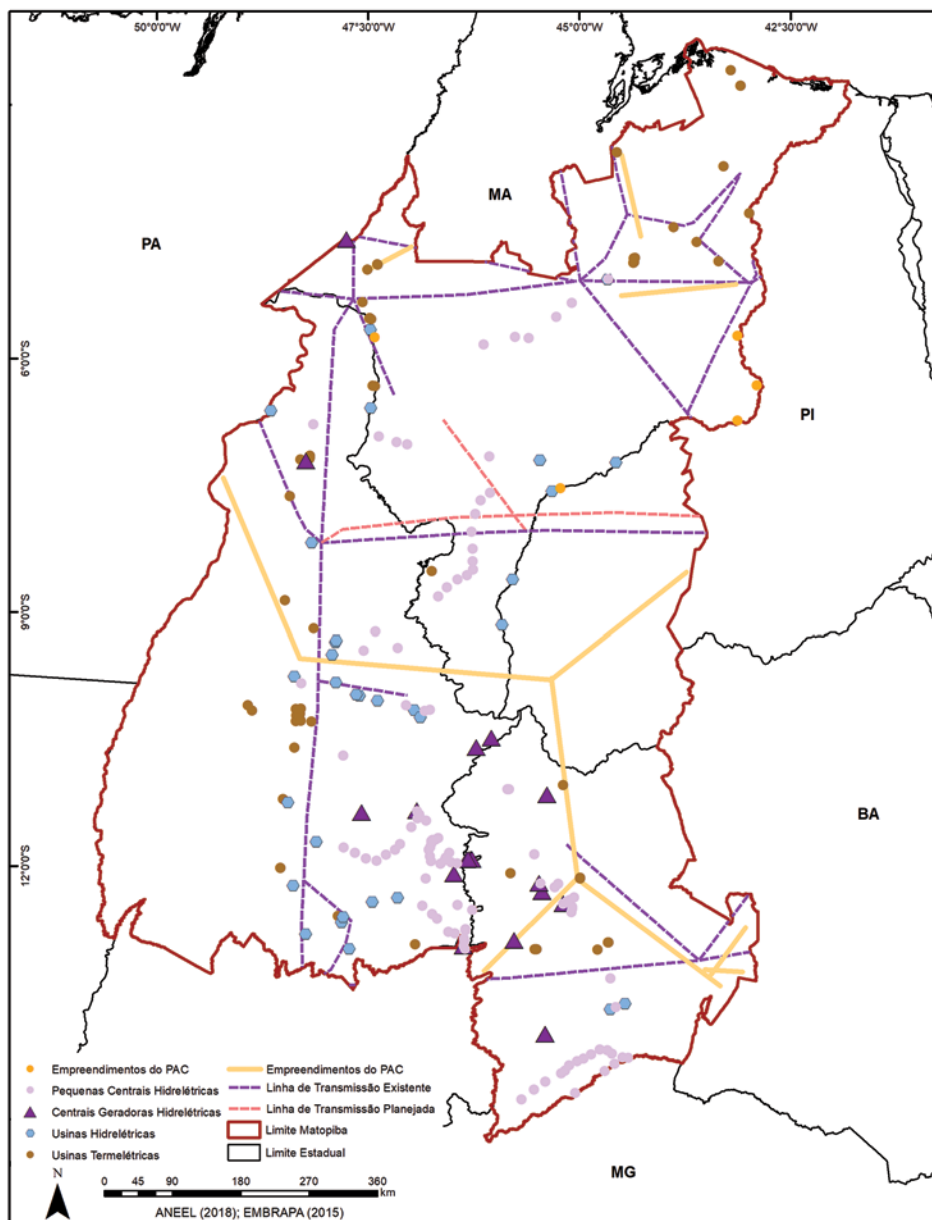 50°0'0"W 47°30'0"W 45°0'0"W 42°30'0"W
MA
PA
6°0'0"S
PI
9°0'0"S
BA
12°0'0"S
Empreendimentos do PAC
Pequenas Centrais Hidrelétricas
Centrais Geradoras Hidrelétricas
Usinas Hidrelétricas
Usinas Termelétricas
Empreendimentos do PAC
Linha de Transmissão Existente
Linha de Transmissão Planejada
Limite Matopiba
Limite Estadual
MG
N
0 45 90 180 270 360
km
ANEEL (2018); EMBRAPA (2015)